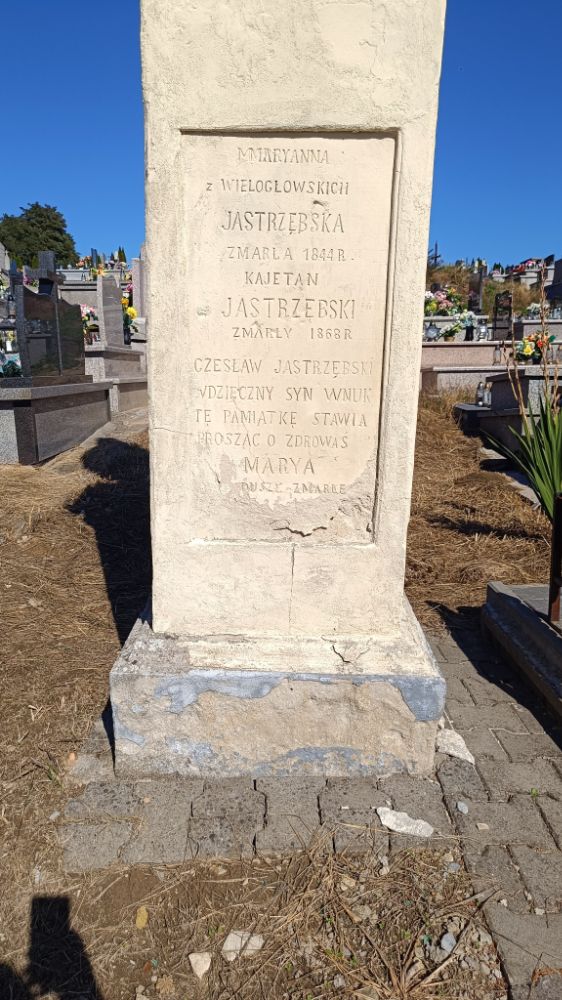 MMARYANNA
z WIELOGŁOWSKICH
JASTRZĘBSKA
ZMARŁA 1844 R.
KAJETAN
JASTRZĘBSKI
ZMARŁY 1868 R
CZESŁAW JASTRZĘBSKI
WDZIĘCZNY SYN WNUK
TĘ PAMIĄTKĘ STAWIA
PROSZĄC O ZDROWAŚ
MARYA
DUSZE ZMARŁE